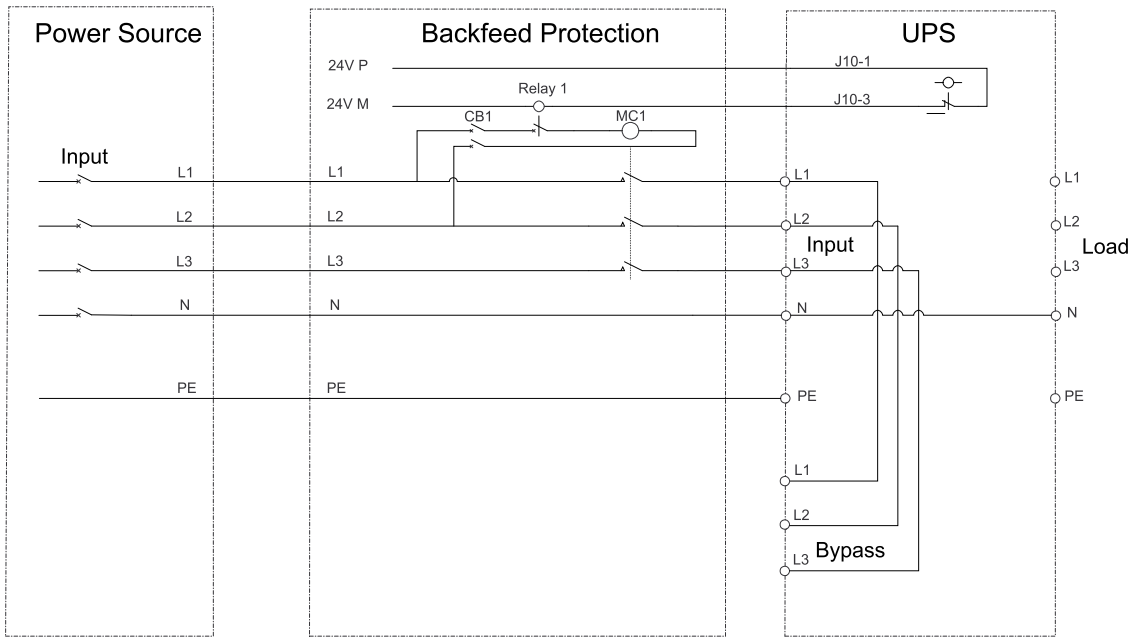 Power Source
Backfeed Protection
UPS
24V P
J10-1
24V M
Relay 1
J10-3
CB1
MC1
Input
L1
L1
L1
L1
L2
L2
L2
L2
Input
Load
L3
L3
L3
L3
N
N
N
N
PE
PE
PE
PE
L1
L2
Bypass
L3